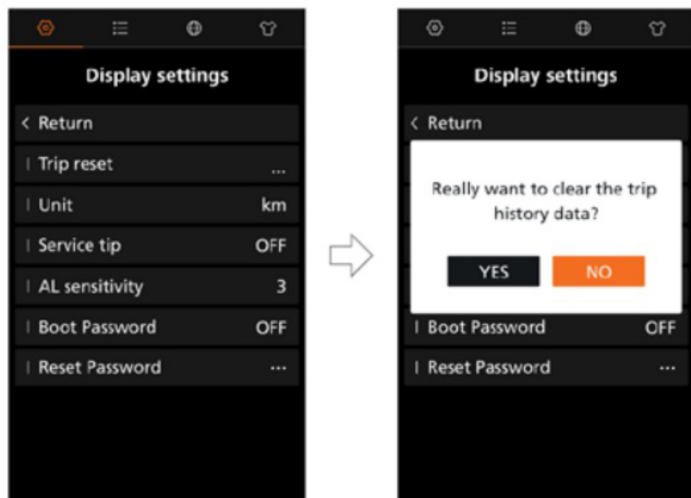 Display settings
< Return
Trip reset ...
Unit km
Service tip OFF
AL sensitivity 3
Boot Password OFF
Reset Password ...
Display settings
< Return
Really want to clear the trip
history data?
YES NO
Boot Password OFF
Reset Password ...